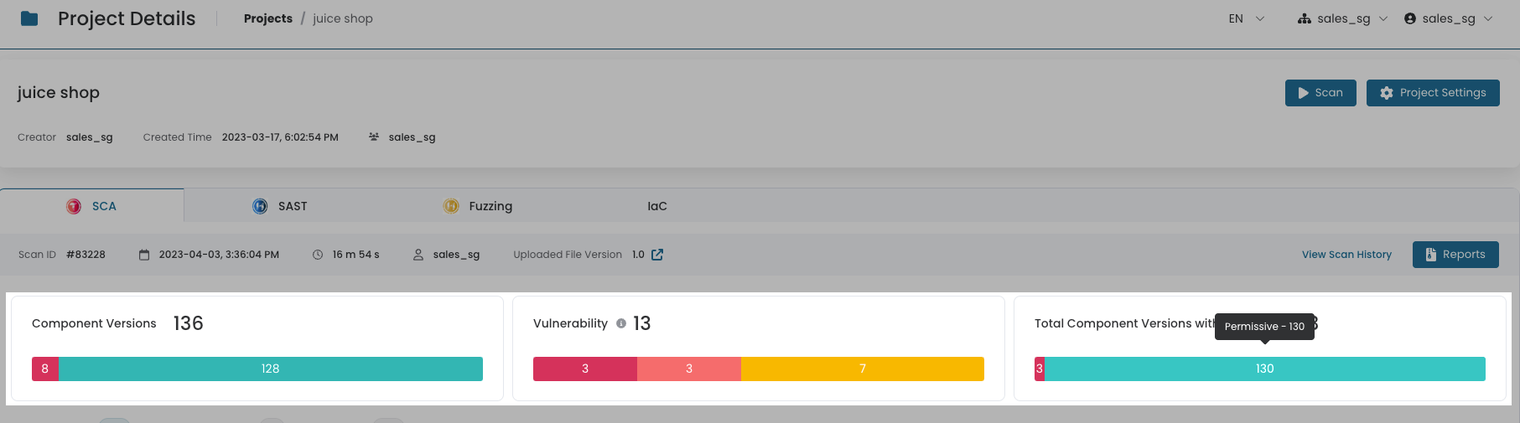 Project Details
Projects / juice shop
EN
sales_sg
sales_sg
juice shop
Scan
Project Settings
Creator sales_sg Created Time 2023-03-17, 6:02:54 PM sales_sg
SCA
SAST
Fuzzing
IaC
Scan ID #83228 2023-04-03, 3:36:04 PM 16 m 54 s sales_sg Uploaded File Version 1.0
View Scan History
Reports
Component Versions 136
8 128
Vulnerability 13
3 3 7
Total Component Versions
Permissive - 130
3 130